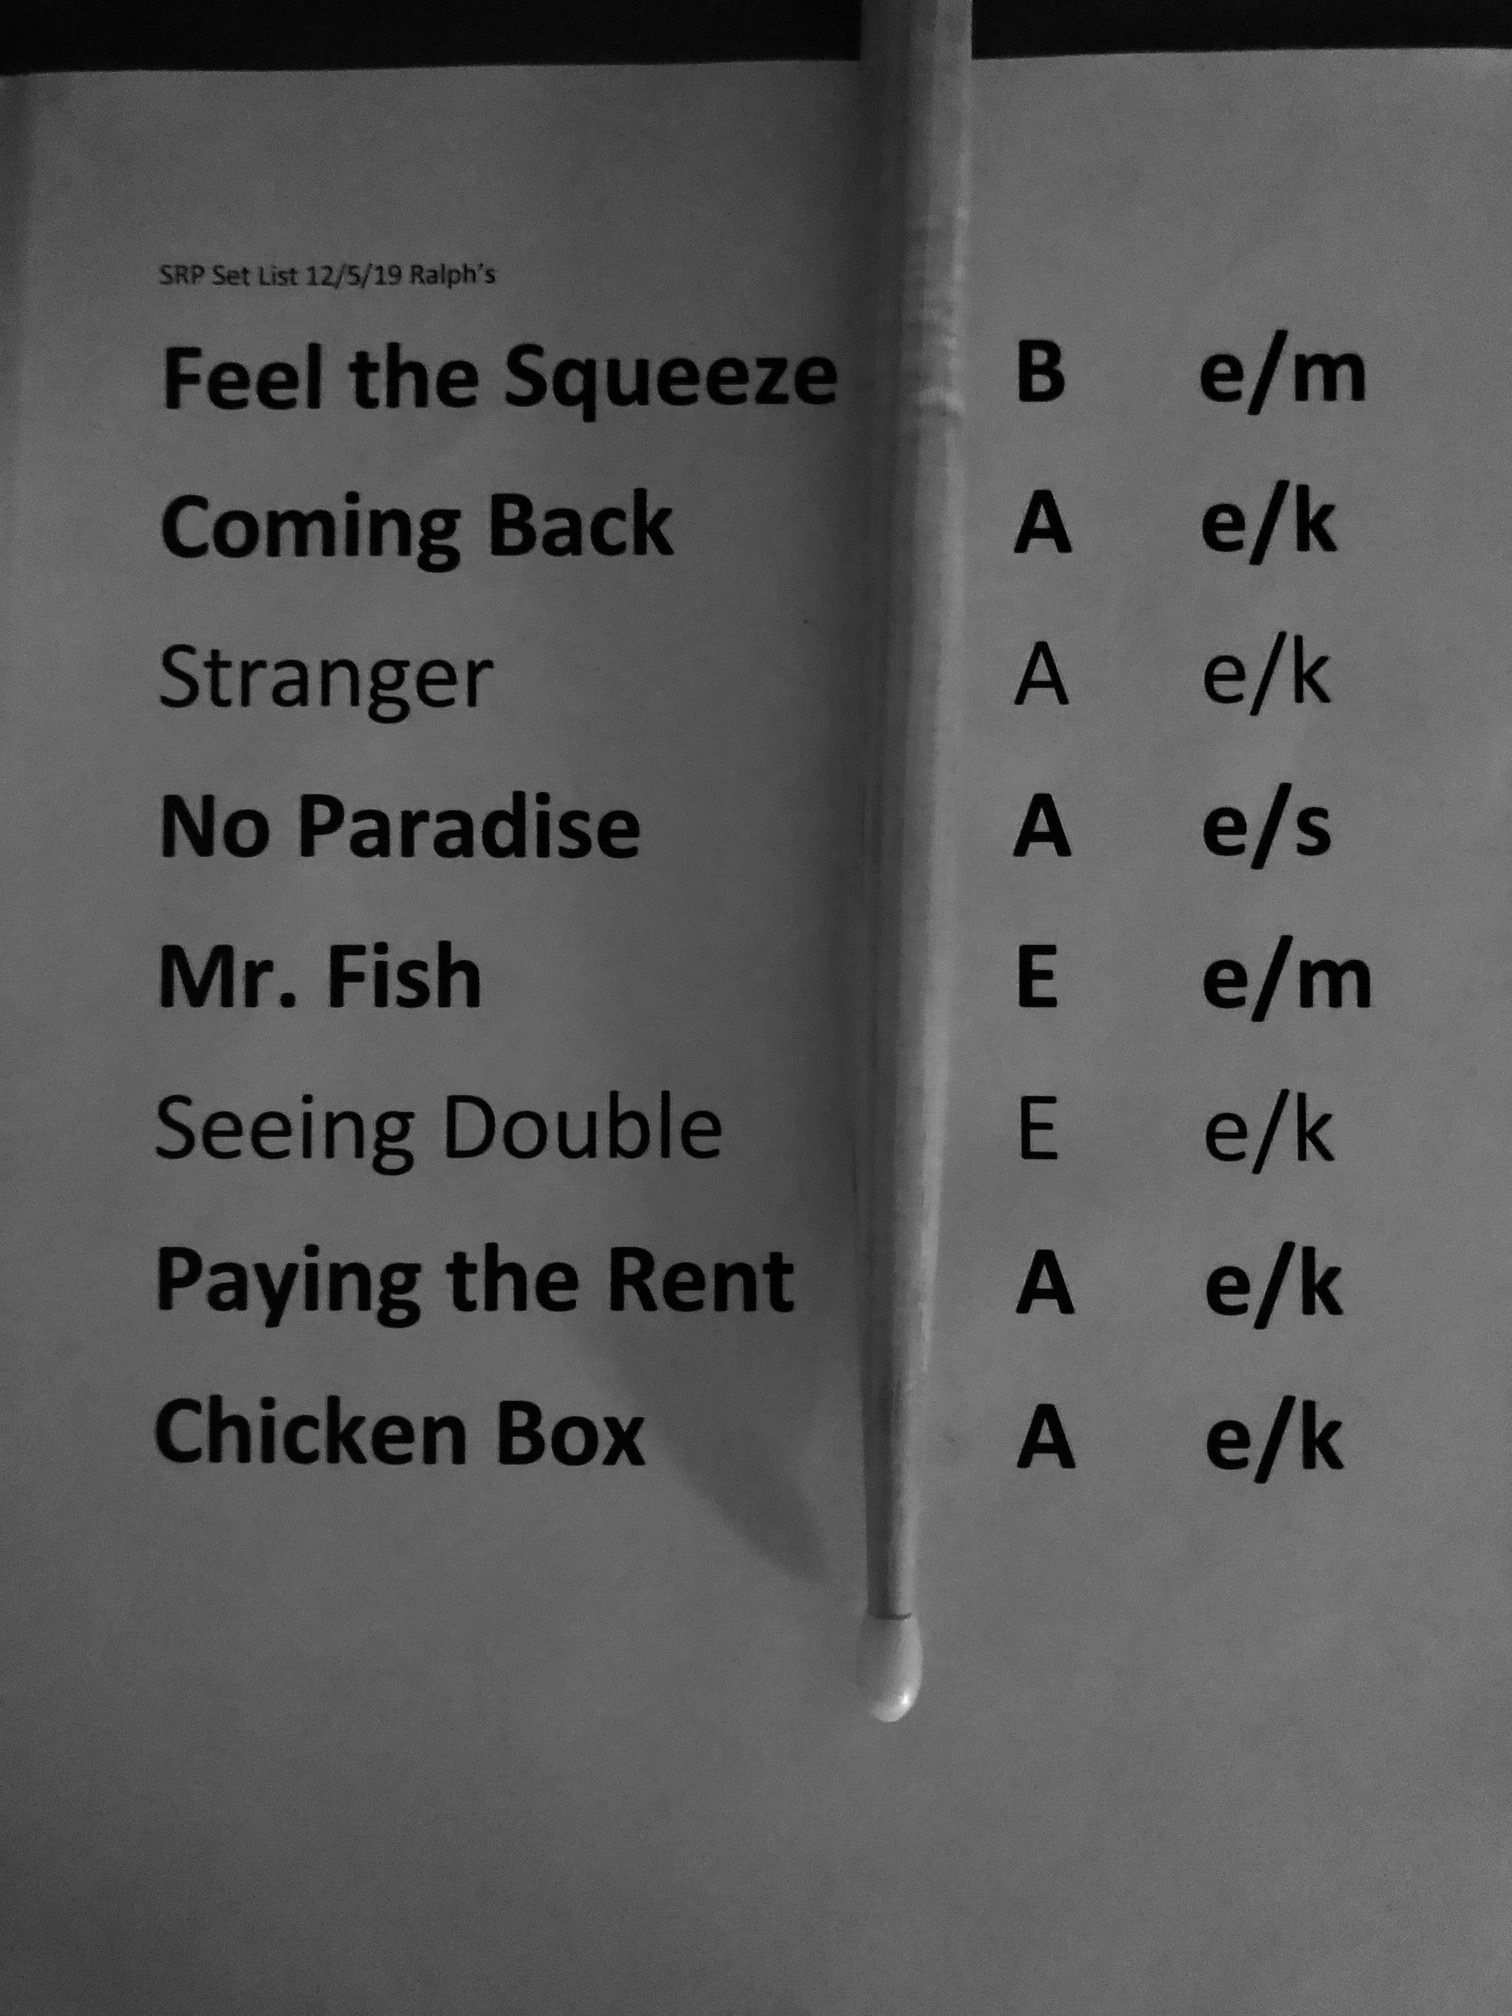 SRP Set List 12/5/19 Ralph's
Feel the Squeeze B e/m
Coming Back A e/k
Stranger A e/k
No Paradise A e/s
Mr. Fish E e/m
Seeing Double E e/k
Paying the Rent A e/k
Chicken Box A e/k